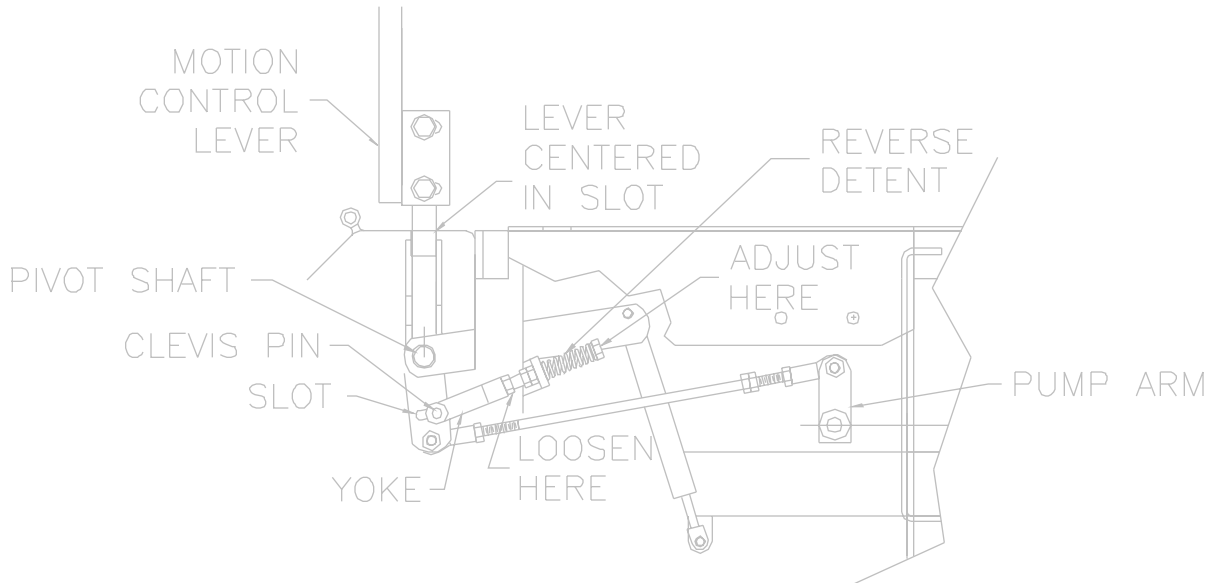 MOTION
CONTROL
LEVER
LEVER
CENTERED
IN SLOT
REVERSE
DETENT
PIVOT SHAFT
ADJUST
HERE
CLEVIS PIN
SLOT
PUMP ARM
YOKE
LOOSEN
HERE